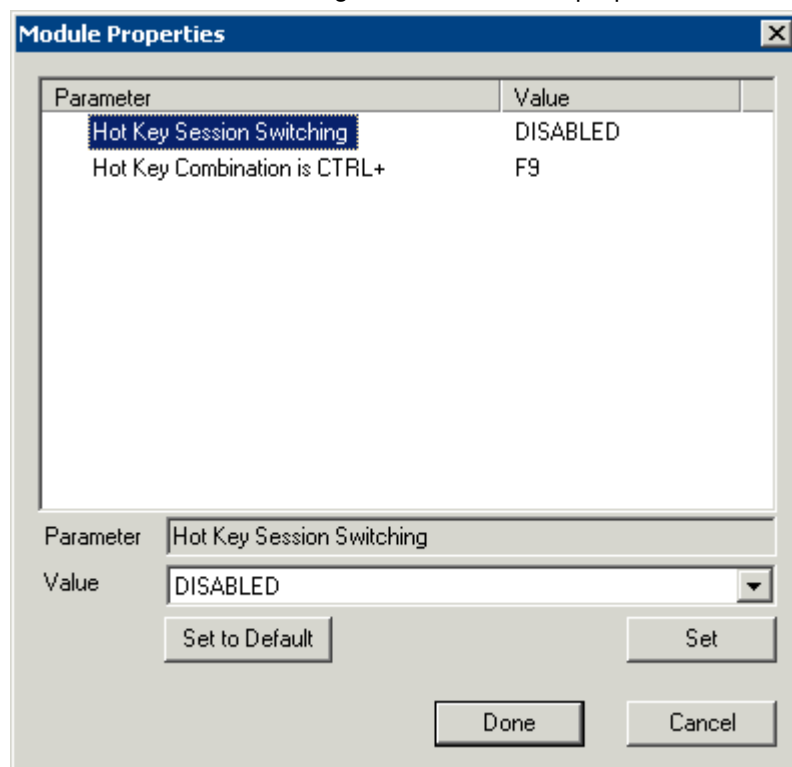 Module Properties
Parameter Value
Hot Key Session Switching DISABLED
Hot Key Combination is CTRL+ F9
Parameter Hot Key Session Switching
Value DISABLED
Set to Default Set
Done Cancel